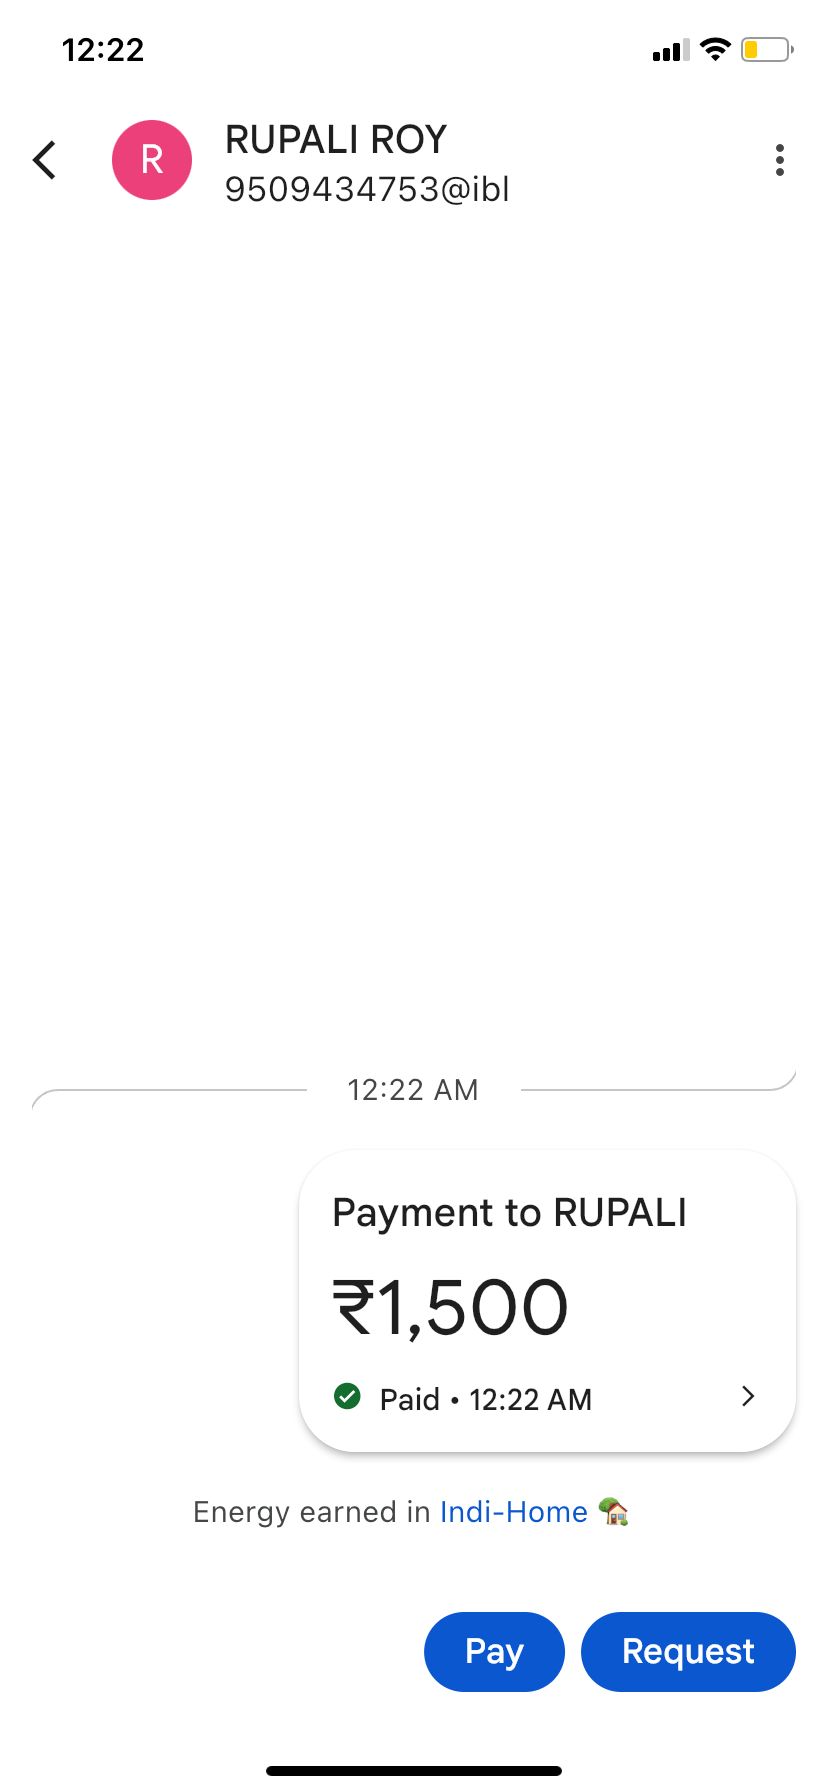 12:22
R
RUPALI ROY
9509434753@ibl
12:22 AM
Payment to RUPALI
₹1,500
Paid • 12:22 AM
Energy earned in Indi-Home 🏡
Pay
Request